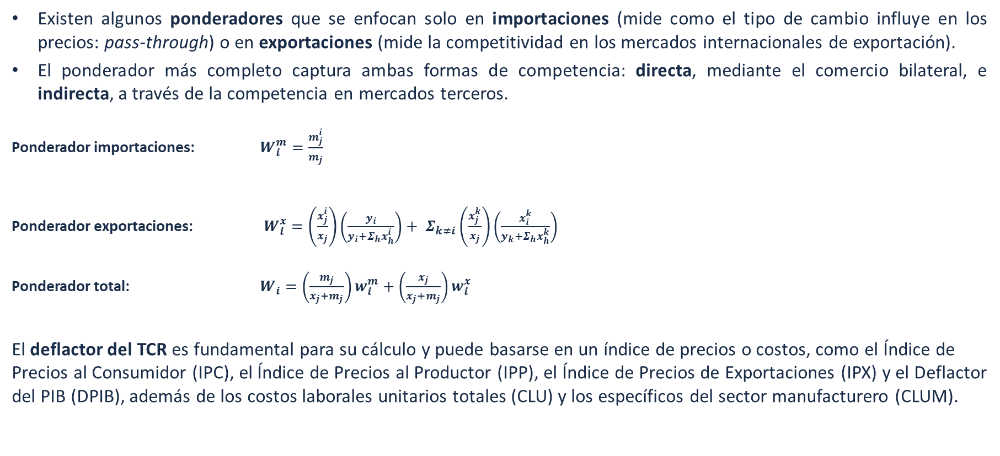 • Existen algunos ponderadores que se enfocan solo en importaciones (mide como el tipo de cambio influye en los
precios: pass-through) o en exportaciones (mide la competitividad en los mercados internacionales de exportación).
• El ponderador más completo captura ambas formas de competencia: directa, mediante el comercio bilateral, e
indirecta, a través de la competencia en mercados terceros.
Ponderador importaciones: $W_i^m = \frac{m_j^i}{m_j}$
Ponderador exportaciones: $W_i^x = \left(\frac{x_j^i}{x_j}\right)\left(\frac{y_i}{y_i+\Sigma_h x_h^i}\right) + \Sigma_{k \neq i}\left(\frac{x_j^k}{x_j}\right)\left(\frac{x_i^k}{y_k+\Sigma_h x_h^k}\right)$
Ponderador total: $W_i = \left(\frac{m_j}{x_j+m_j}\right)w_i^m + \left(\frac{x_j}{x_j+m_j}\right)w_i^x$
El deflactor del TCR es fundamental para su cálculo y puede basarse en un índice de precios o costos, como el Índice de
Precios al Consumidor (IPC), el Índice de Precios al Productor (IPP), el Índice de Precios de Exportaciones (IPX) y el Deflactor
del PIB (DPIB), además de los costos laborales unitarios totales (CLU) y los específicos del sector manufacturero (CLUM).